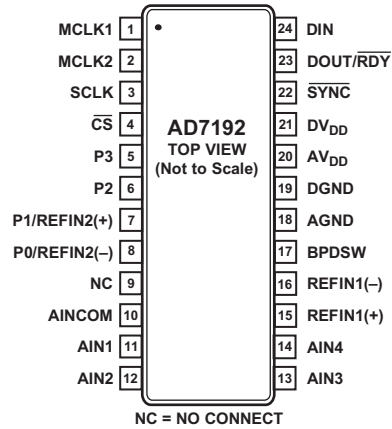 MCLK1 1
MCLK2 2
SCLK 3
C̅S̅ 4
P3 5
P2 6
P1/REFIN2(+) 7
P0/REFIN2(–) 8
NC 9
AINCOM 10
AIN1 11
AIN2 12
AD7192
TOP VIEW
(Not to Scale)
24 DIN
23 DOUT/R̅D̅Y̅
22 S̅Y̅N̅C̅
21 DVDD
20 AVDD
19 DGND
18 AGND
17 BPDSW
16 REFIN1(–)
15 REFIN1(+)
14 AIN4
13 AIN3
NC = NO CONNECT